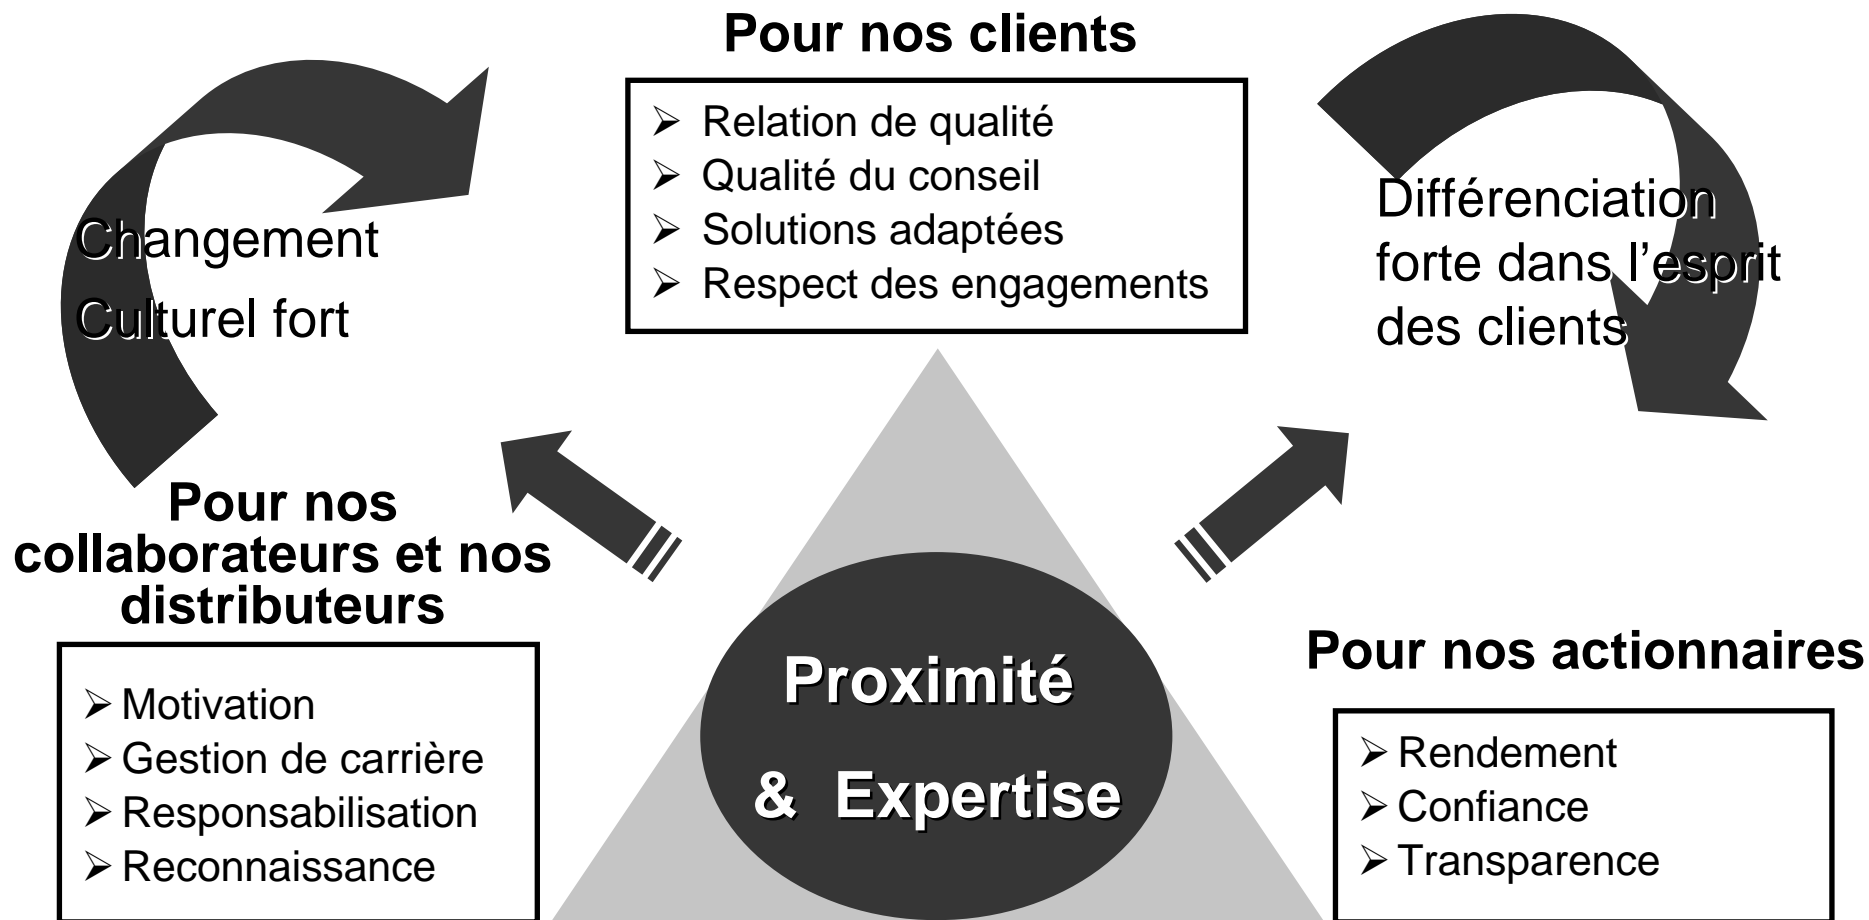 Pour nos clients
➢ Relation de qualité
➢ Qualité du conseil
➢ Solutions adaptées
➢ Respect des engagements
Changement
Culturel fort
Différenciation
forte dans l’esprit
des clients
Pour nos
collaborateurs et nos
distributeurs
➢ Motivation
➢ Gestion de carrière
➢ Responsabilisation
➢ Reconnaissance
Proximité
& Expertise
Pour nos actionnaires
➢ Rendement
➢ Confiance
➢ Transparence